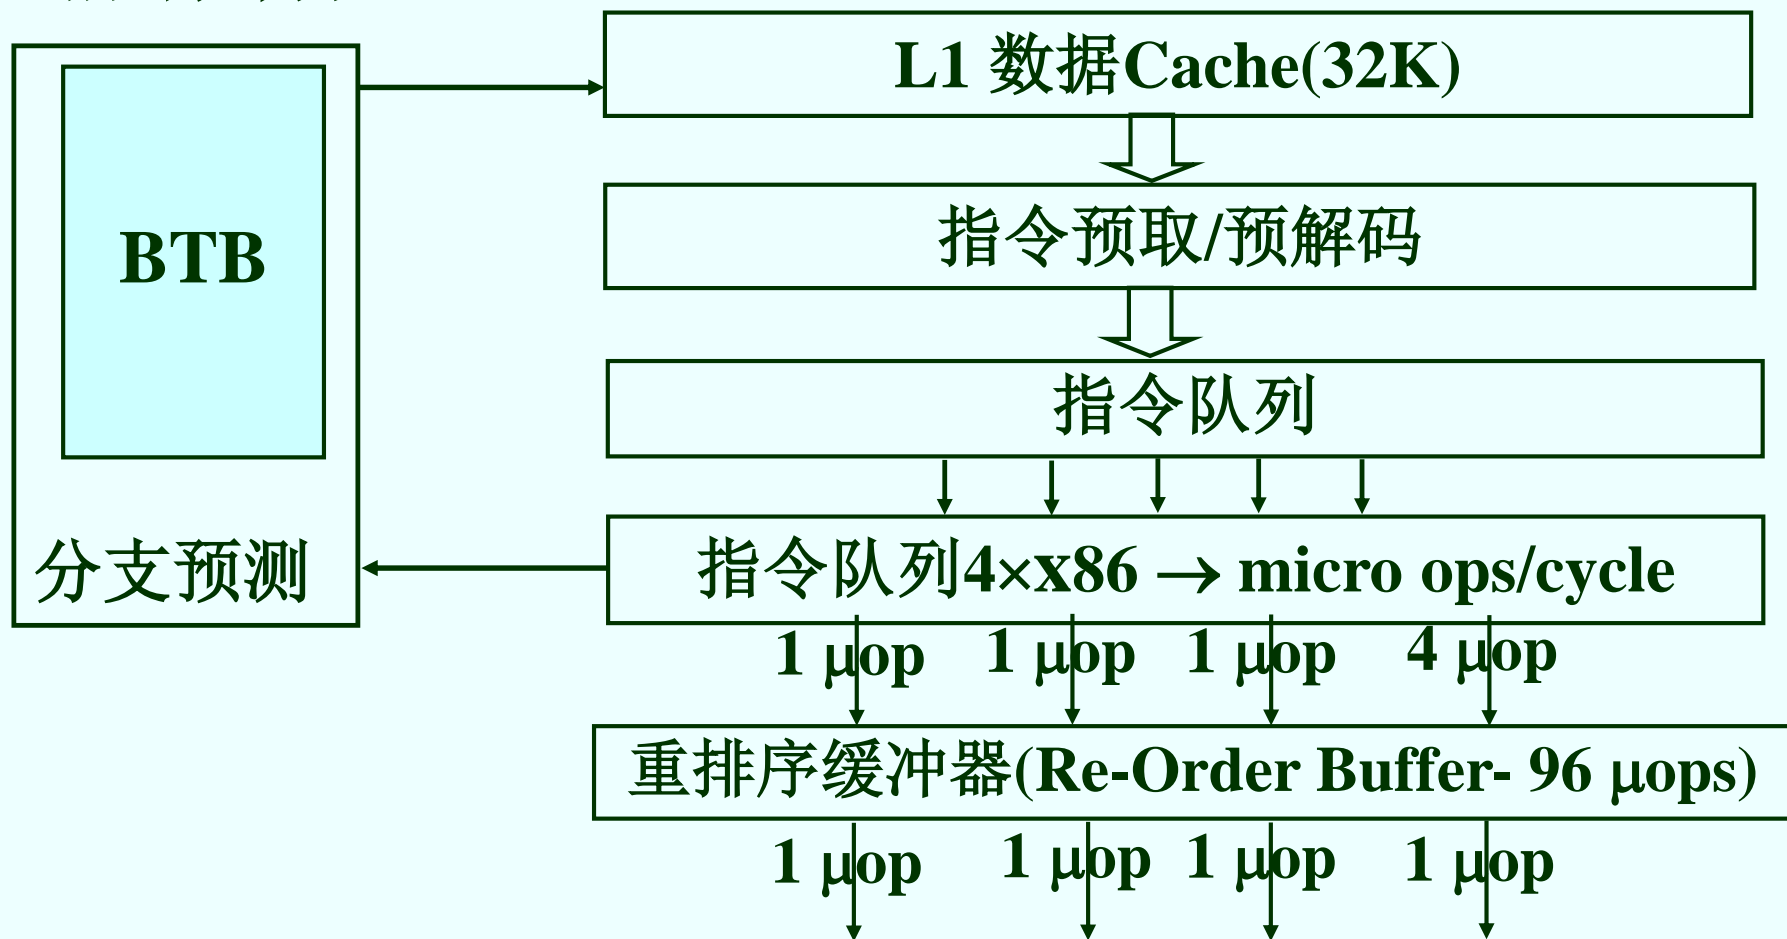 L1 数据Cache(32K)
指令预取/预解码
BTB
指令队列
分支预测
指令队列4×x86 → micro ops/cycle
1 μop 1 μop 1 μop 4 μop
重排序缓冲器(Re-Order Buffer- 96 μops)
1 μop 1 μop 1 μop 1 μop